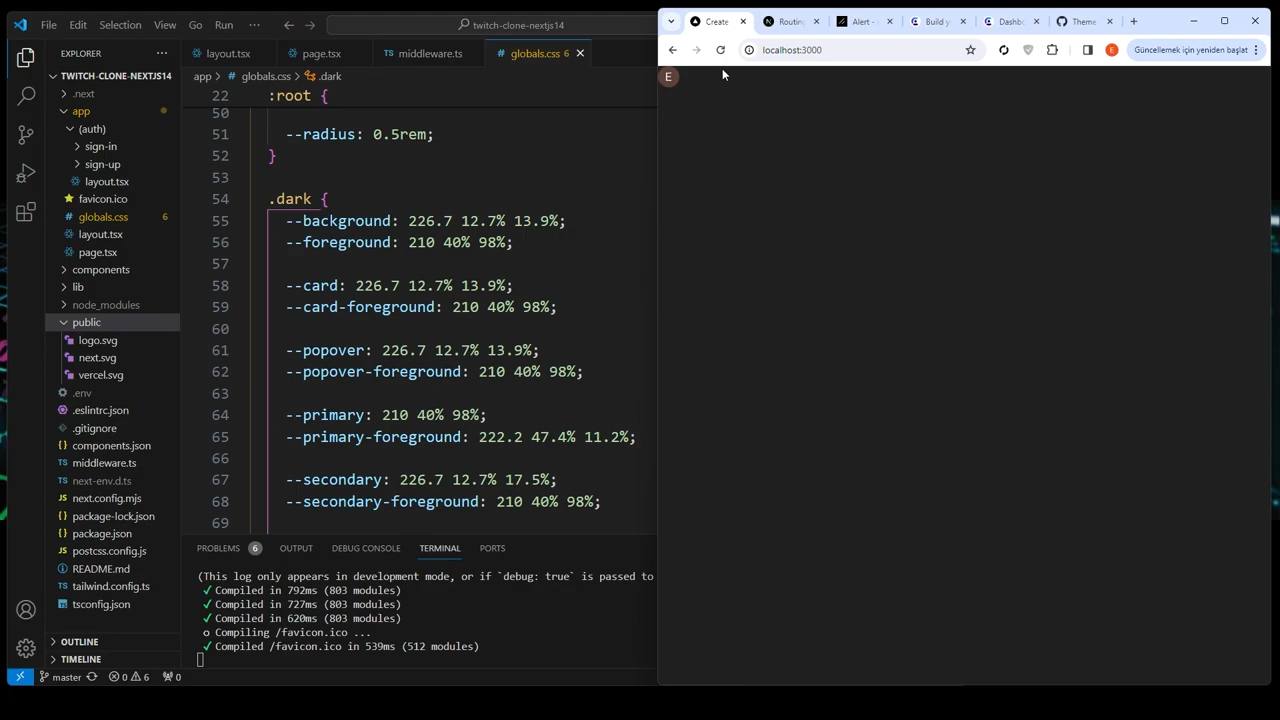 File Edit Selection View Go Run ···
twitch-clone-nextjs14
EXPLORER ···
TWITCH-CLONE-NEXTJS14
.next
app
(auth)
sign-in
sign-up
layout.tsx
favicon.ico
globals.css 6
layout.tsx
page.tsx
components
lib
node_modules
public
logo.svg
next.svg
vercel.svg
.env
.eslintrc.json
.gitignore
components.json
middleware.ts
next-env.d.ts
next.config.mjs
package-lock.json
package.json
postcss.config.js
README.md
tailwind.config.ts
tsconfig.json
OUTLINE
TIMELINE
layout.tsx page.tsx middleware.ts globals.css 6
app > globals.css > .dark
22 :root {
50
51 --radius: 0.5rem;
52 }
53
54 .dark {
55 --background: 226.7 12.7% 13.9%;
56 --foreground: 210 40% 98%;
57
58 --card: 226.7 12.7% 13.9%;
59 --card-foreground: 210 40% 98%;
60
61 --popover: 226.7 12.7% 13.9%;
62 --popover-foreground: 210 40% 98%;
63
64 --primary: 210 40% 98%;
65 --primary-foreground: 222.2 47.4% 11.2%;
66
67 --secondary: 226.7 12.7% 17.5%;
68 --secondary-foreground: 210 40% 98%;
69
PROBLEMS 6 OUTPUT DEBUG CONSOLE TERMINAL PORTS
(This log only appears in development mode, or if `debug: true` is passed to
✓ Compiled in 792ms (803 modules)
✓ Compiled in 727ms (803 modules)
✓ Compiled in 620ms (803 modules)
o Compiling /favicon.ico ...
✓ Compiled /favicon.ico in 539ms (512 modules)
master 0 6 0
Create Routing Alert - Build y Dashb Theme
localhost:3000
E Güncellemek için yeniden başlat
E